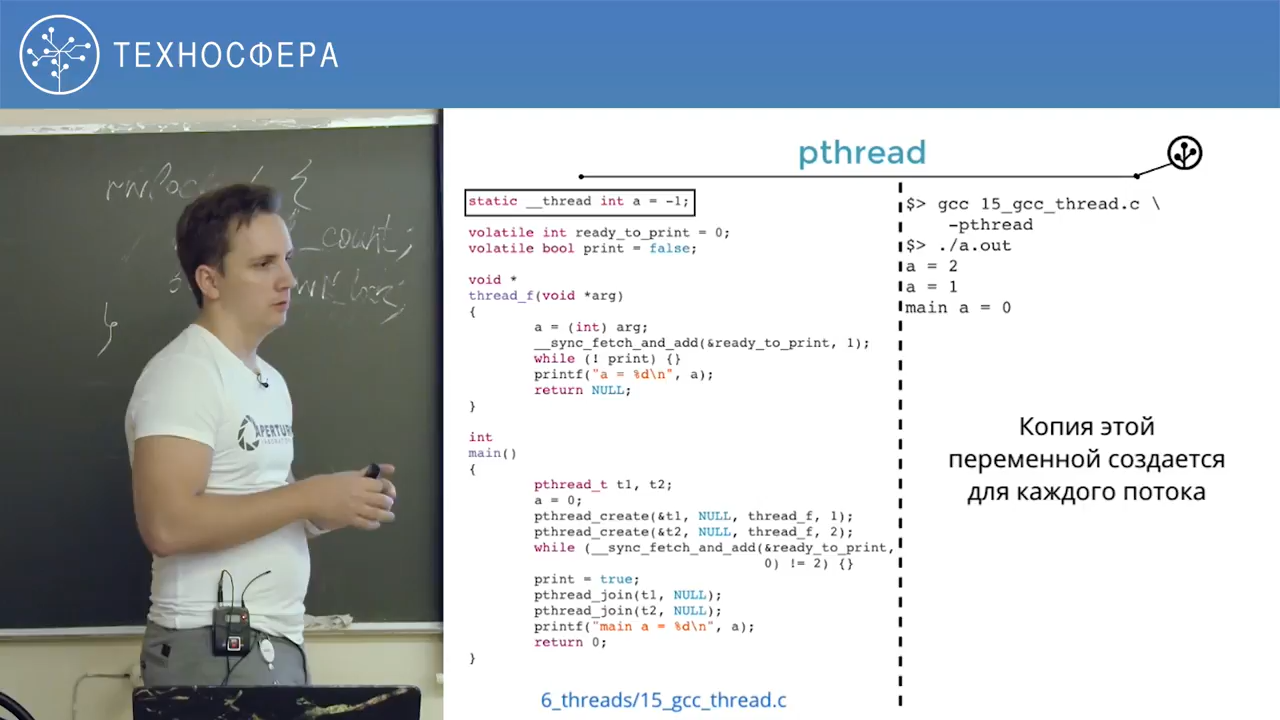 ТЕХНОСФЕРА
_count;
APERTURE
pthread
static __thread int a = -1;
volatile int ready_to_print = 0;
volatile bool print = false;
void *
thread_f(void *arg)
{
a = (int) arg;
__sync_fetch_and_add(&ready_to_print, 1);
while (! print) {}
printf("a = %d\n", a);
return NULL;
}
int
main()
{
pthread_t t1, t2;
a = 0;
pthread_create(&t1, NULL, thread_f, 1);
pthread_create(&t2, NULL, thread_f, 2);
while (__sync_fetch_and_add(&ready_to_print,
0) != 2) {}
print = true;
pthread_join(t1, NULL);
pthread_join(t2, NULL);
printf("main a = %d\n", a);
return 0;
}
6_threads/15_gcc_thread.c
$> gcc 15_gcc_thread.c \
-pthread
$> ./a.out
a = 2
a = 1
main a = 0
Копия этой
переменной создается
для каждого потока